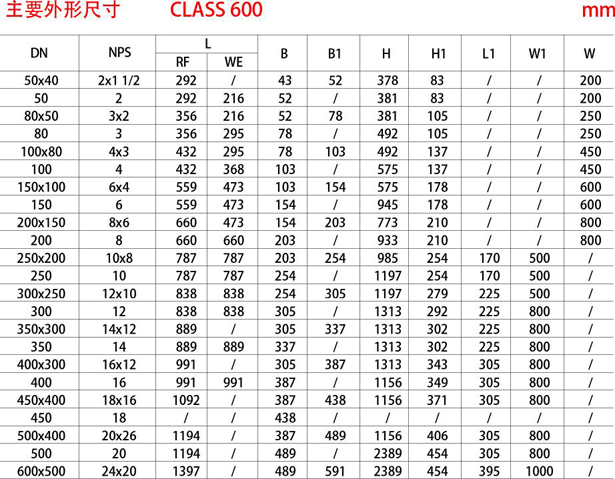 主要外形尺寸 CLASS 600 mm
DN NPS L B B1 H H1 L1 W1 W
RF WE
50x40 2x1 1/2 292 / 43 52 378 83 / / 200
50 2 292 216 52 / 381 83 / / 200
80x50 3x2 356 216 52 78 381 105 / / 250
80 3 356 295 78 / 492 105 / / 250
100x80 4x3 432 295 78 103 492 137 / / 450
100 4 432 368 103 / 575 137 / / 450
150x100 6x4 559 473 103 154 575 178 / / 600
150 6 559 473 154 / 945 178 / / 600
200x150 8x6 660 473 154 203 773 210 / / 800
200 8 660 660 203 / 933 210 / / 800
250x200 10x8 787 787 203 254 985 254 170 500 /
250 10 787 787 254 / 1197 254 170 500 /
300x250 12x10 838 838 254 305 1197 279 225 500 /
300 12 838 838 305 / 1313 292 225 800 /
350x300 14x12 889 / 305 337 1313 302 225 800 /
350 14 889 889 337 / 1313 302 225 800 /
400x300 16x12 991 / 305 387 1313 343 305 800 /
400 16 991 991 387 / 1156 349 305 800 /
450x400 18x16 1092 / 387 438 1156 371 305 800 /
450 18 / / 438 / / / / / /
500x400 20x26 1194 / 387 489 1156 406 305 800 /
500 20 1194 / 489 / 2389 454 305 800 /
600x500 24x20 1397 / 489 591 2389 454 395 1000 /